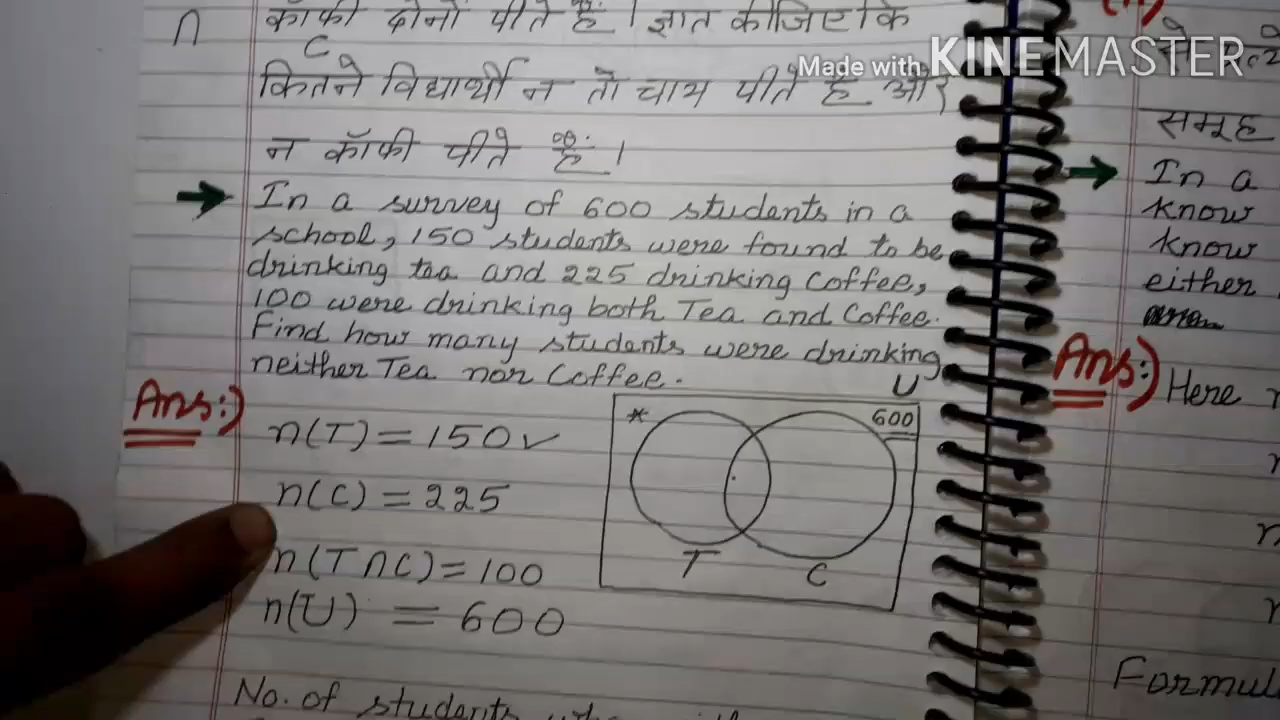 कॉफी दोनों पीते हैं । ज्ञात कीजिए कि
n
C
कितने विद्यार्थी न तो चाय पीते है और
न कॉफी पीते हैं ।
Made with KINEMASTER
In a survey of 600 students in a
school, 150 students were found to be
drinking tea and 225 drinking Coffee,
100 were drinking both Tea and Coffee.
Find how many students were drinking
neither Tea nor Coffee.
Ans:)
n(T) = 150
n(C) = 225
n(T∩C) = 100
n(U) = 600
U
*
600
T
C
No. of students
समूह
In a
know
know
either
Ans:)
Here
Formul